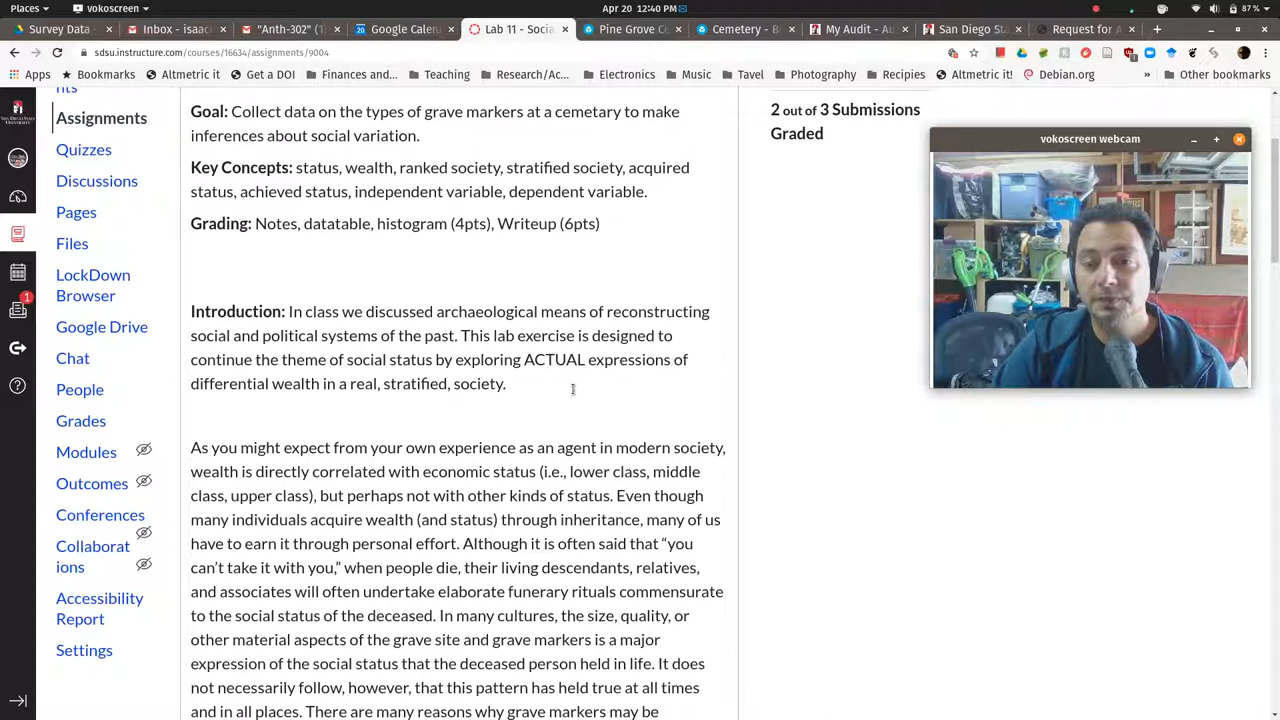 Places
vokoscreen
Apr 20 12:40 PM
87 %
Survey Data -
Inbox - isaac
"Anth-302" (1
Google Calen
Lab 11 - Socia
Pine Grove Ce
Cemetery - Bi
My Audit - Au
San Diego Sta
Request for A
sdsu.instructure.com/courses/16634/assignments/9004
Apps
Bookmarks
Altmetric it
Get a DOI
Finances and...
Teaching
Research/Ac...
Electronics
Music
Tavel
Photography
Recipies
Altmetric it!
Debian.org
»
Other bookmarks
nts
Assignments
Quizzes
Discussions
Pages
Files
LockDown
Browser
Google Drive
Chat
People
Grades
Modules
Outcomes
Conferences
Collaborat
ions
Accessibility
Report
Settings
1
Goal: Collect data on the types of grave markers at a cemetary to make
inferences about social variation.
Key Concepts: status, wealth, ranked society, stratified society, acquired
status, achieved status, independent variable, dependent variable.
Grading: Notes, datatable, histogram (4pts), Writeup (6pts)
Introduction: In class we discussed archaeological means of reconstructing
social and political systems of the past. This lab exercise is designed to
continue the theme of social status by exploring ACTUAL expressions of
differential wealth in a real, stratified, society.
As you might expect from your own experience as an agent in modern society,
wealth is directly correlated with economic status (i.e., lower class, middle
class, upper class), but perhaps not with other kinds of status. Even though
many individuals acquire wealth (and status) through inheritance, many of us
have to earn it through personal effort. Although it is often said that “you
can’t take it with you,” when people die, their living descendants, relatives,
and associates will often undertake elaborate funerary rituals commensurate
to the social status of the deceased. In many cultures, the size, quality, or
other material aspects of the grave site and grave markers is a major
expression of the social status that the deceased person held in life. It does
not necessarily follow, however, that this pattern has held true at all times
and in all places. There are many reasons why grave markers may be
2 out of 3 Submissions
Graded
vokoscreen webcam